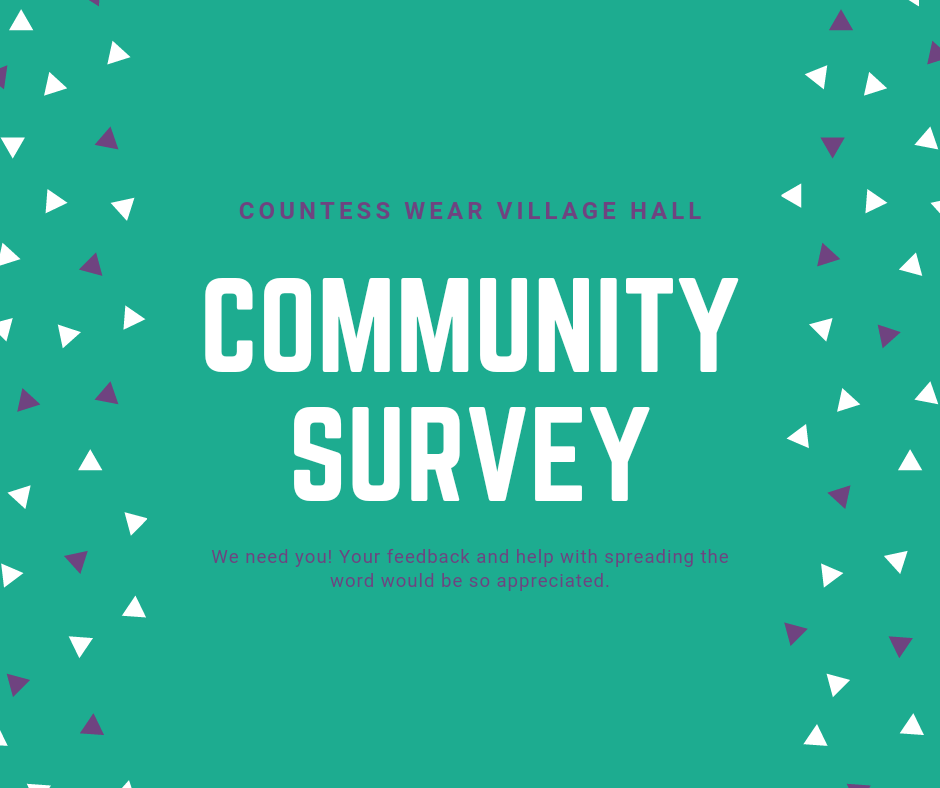 COUNTESS WEAR VILLAGE HALL
COMMUNITY
SURVEY
We need you! Your feedback and help with spreading the
word would be so appreciated.